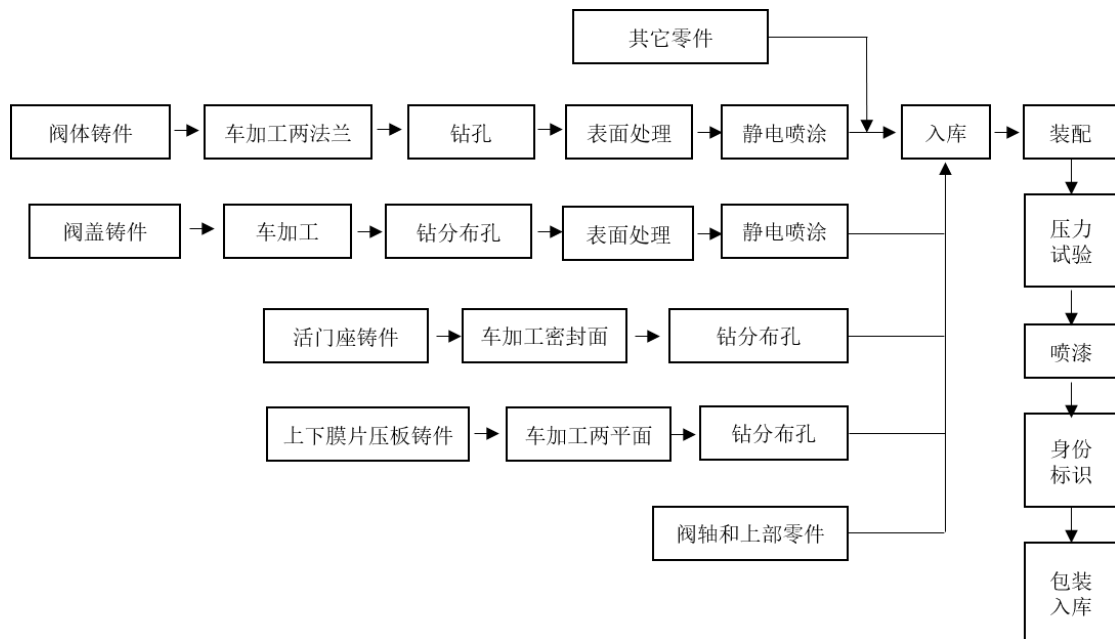 其它零件
阀体铸件
车加工两法兰
钻孔
表面处理
静电喷涂
入库
装配
阀盖铸件
车加工
钻分布孔
表面处理
静电喷涂
压力
试验
活门座铸件
车加工密封面
钻分布孔
喷漆
上下膜片压板铸件
车加工两平面
钻分布孔
身份
标识
阀轴和上部零件
包装
入库